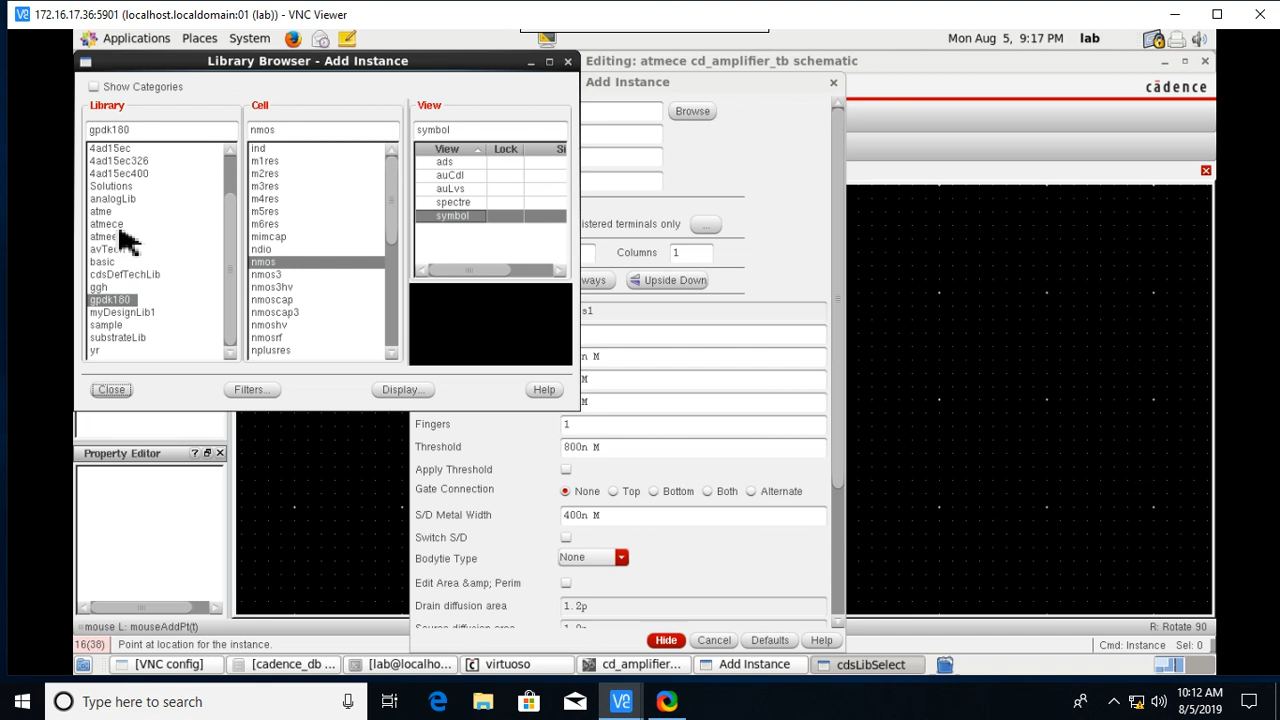 172.16.17.36:5901 (localhost.localdomain:01 (lab)) - VNC Viewer
Applications Places System
Mon Aug 5, 9:17 PM lab
Library Browser - Add Instance
Editing: atmece cd_amplifier_tb schematic
Show Categories
Add Instance
cādence
Library Cell View
Browse
gpdk180 nmos symbol
4ad15ec
4ad15ec326
4ad15ec400
Solutions
analogLib
atme
atmece
basic
cdsDefTechLib
ggh
gpdk180
myDesignLib1
sample
substrateLib
yr
ind
m1res
m2res
m3res
m4res
m5res
m6res
mimcap
ndio
nmos
nmos3
nmos3hv
nmoscap
nmoscap3
nmoshv
nmosrf
nplusres
View Lock Si
ads
auCdl
auLvs
spectre
symbol
Close Filters... Display... Help
istered terminals only ...
Columns 1
ways Upside Down
s1
n M
M
M
Fingers 1
Threshold 800n M
Apply Threshold
Gate Connection None Top Bottom Both Alternate
S/D Metal Width 400n M
Switch S/D
Bodytie Type None
Edit Area &amp; Perim
Drain diffusion area 1.2p
Hide Cancel Defaults Help
Property Editor ?
mouse L: mouseAddPt(t)
R: Rotate 90
16(38) Point at location for the instance.
Cmd: Instance Sel: 0
[VNC config] [cadence_db ... [lab@localho... virtuoso cd_amplifier... Add Instance cdsLibSelect
Type here to search
10:12 AM
8/5/2019